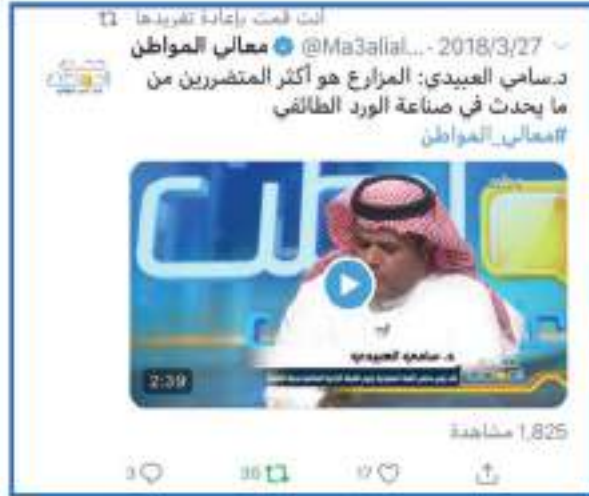 أنت قمت بإعادة تغريدها
معالي المواطن @Ma3alial... · 2018/3/27
د.سامي العبيدي: المزارع هو أكثر المتضررين من
ما يحدث في صناعة الورد الطائفي
#معالي_المواطن
د. سامي العبيدي
2:39
1,825 مشاهدة
3 36 17